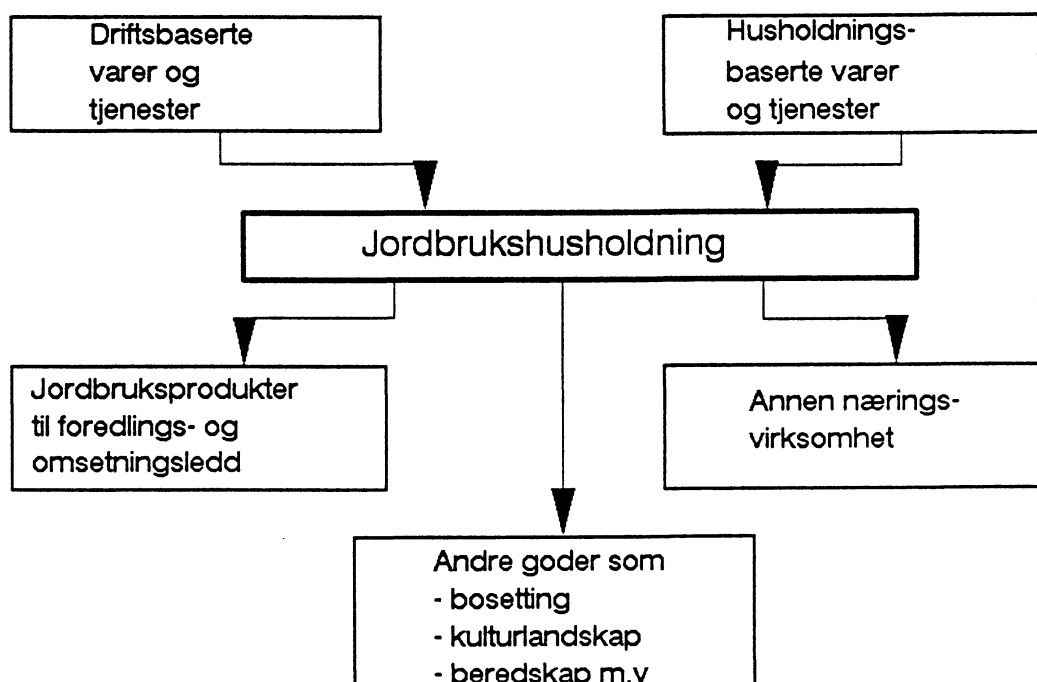 Driftsbaserte
varer og
tjenester
Husholdnings-
baserte varer
og tjenester
Jordbrukshusholdning
Jordbruksprodukter
til foredlings- og
omsetningsledd
Annen nærings-
virksomhet
Andre goder som
- bosetting
- kulturlandskap
- beredskap m.v